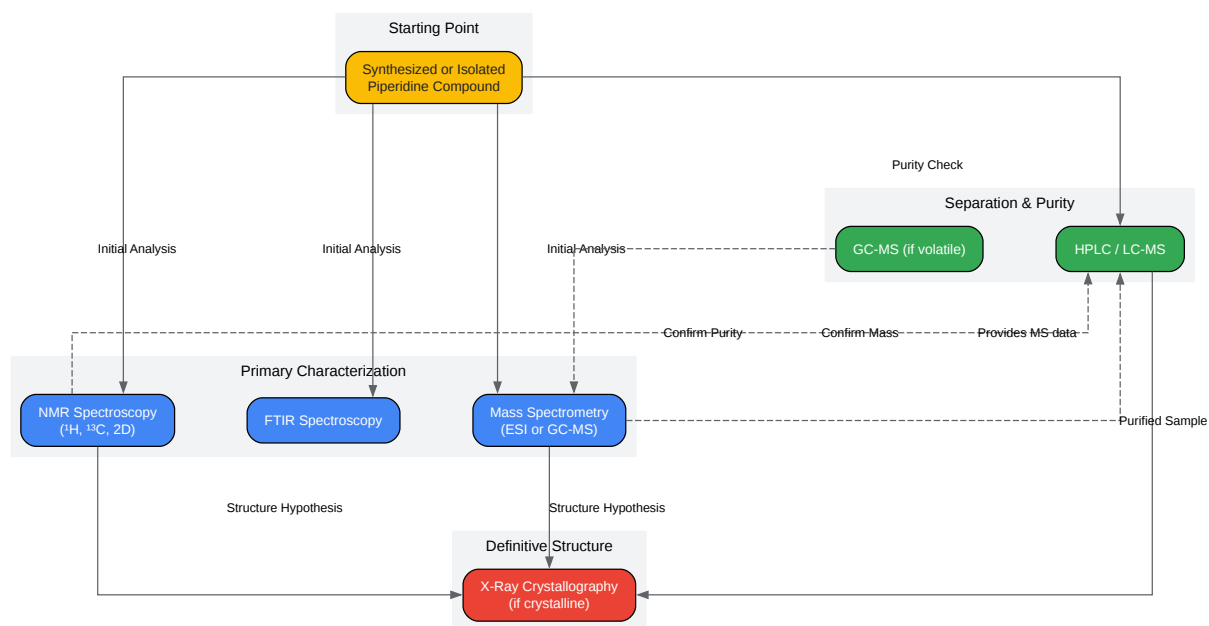 Starting Point
Synthesized or Isolated
Piperidine Compound
Purity Check
Separation & Purity
Initial Analysis
Initial Analysis
Initial Analysis
GC-MS (if volatile)
HPLC / LC-MS
Confirm Purity
Confirm Mass
Provides MS data
Primary Characterization
NMR Spectroscopy
(¹H, ¹³C, 2D)
FTIR Spectroscopy
Mass Spectrometry
(ESI or GC-MS)
Purified Sample
Structure Hypothesis
Structure Hypothesis
Definitive Structure
X-Ray Crystallography
(if crystalline)